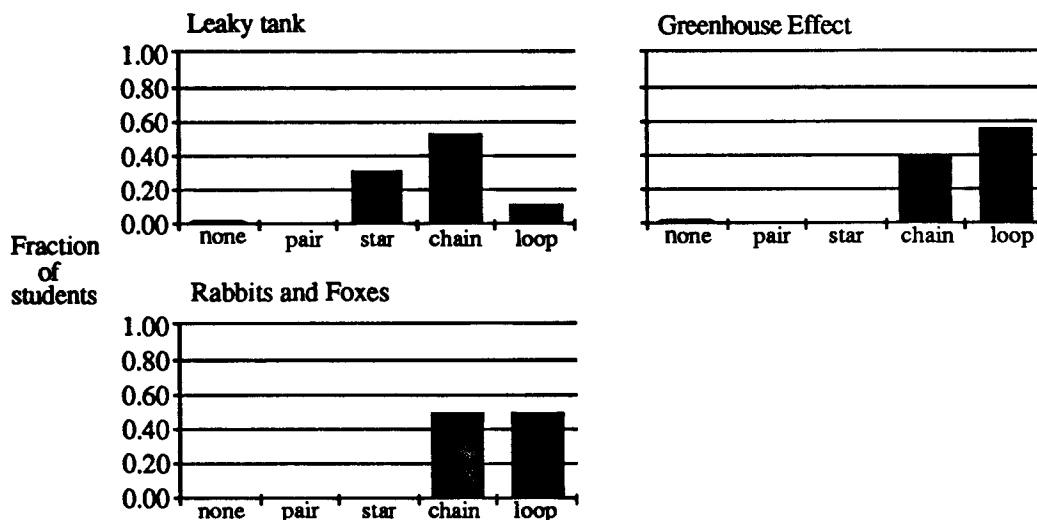 Leaky tank
1.00
0.80
0.60
0.40
0.20
0.00
none pair star chain loop
Greenhouse Effect
none pair star chain loop
Fraction
of
students
Rabbits and Foxes
1.00
0.80
0.60
0.40
0.20
0.00
none pair star chain loop